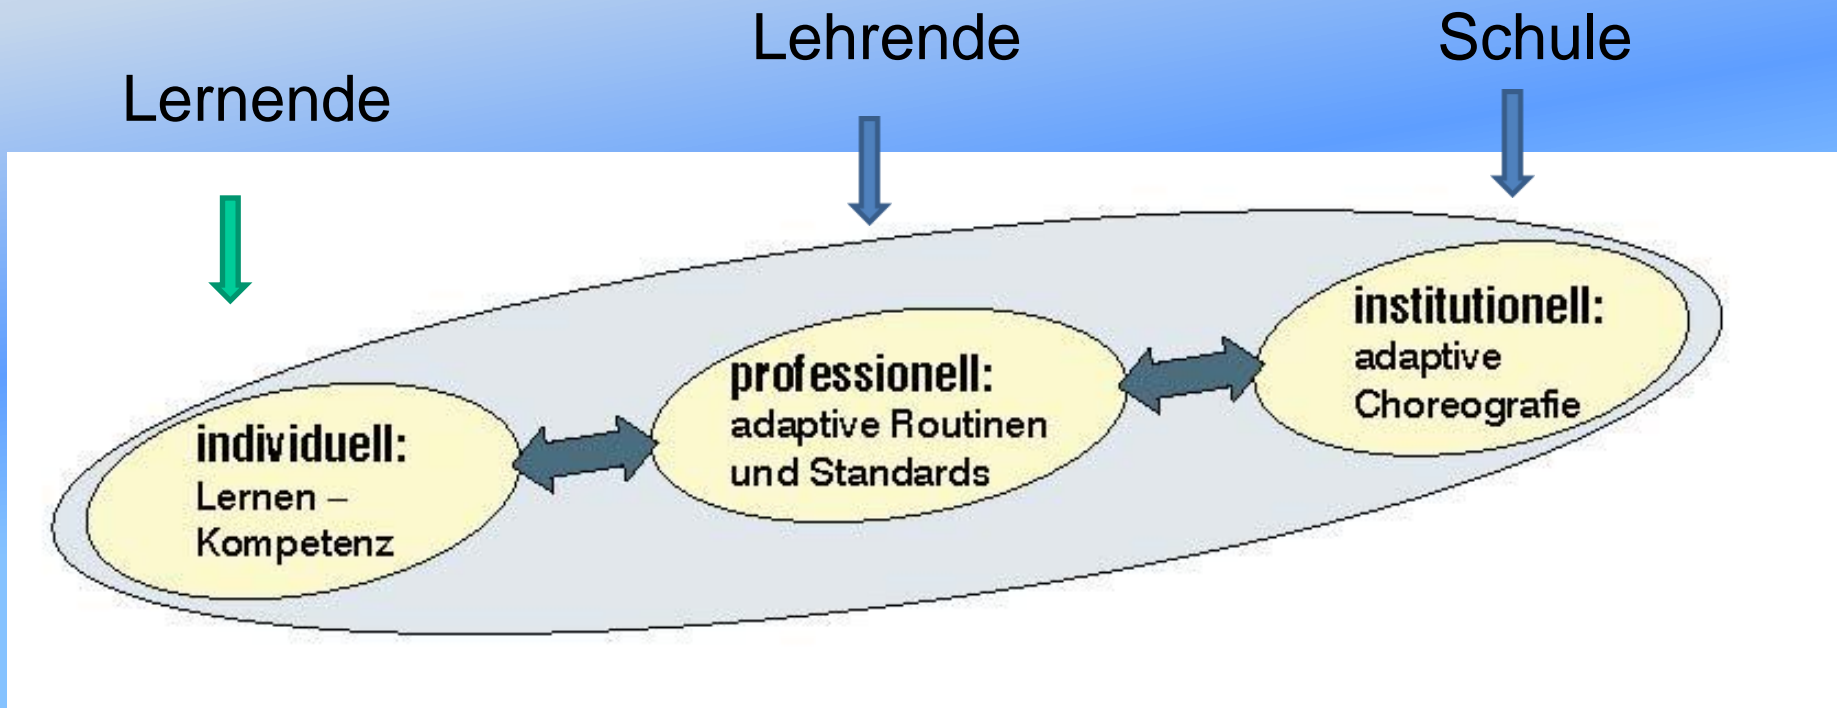 Lernende
Lehrende
Schule
individuell:
Lernen –
Kompetenz
professionell:
adaptive Routinen
und Standards
institutionell:
adaptive
Choreografie